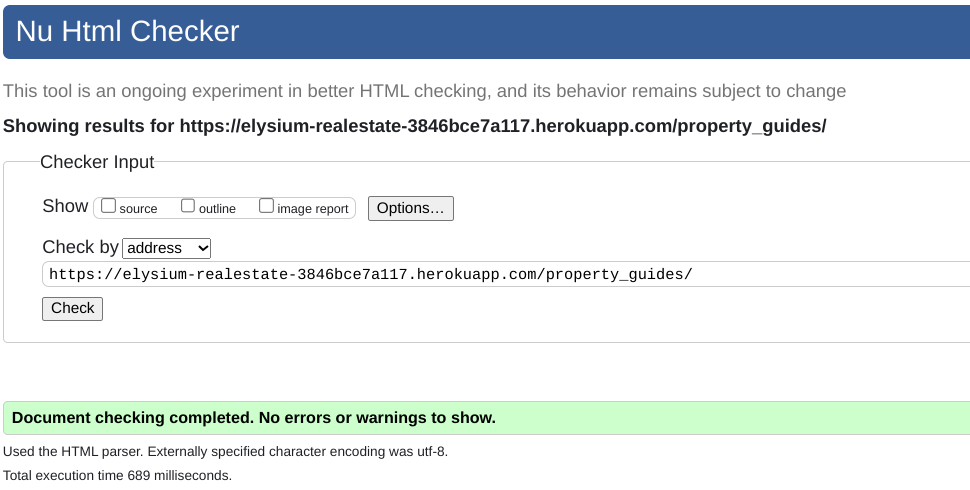 Nu Html Checker
This tool is an ongoing experiment in better HTML checking, and its behavior remains subject to change
Showing results for https://elysium-realestate-3846bce7a117.herokuapp.com/property_guides/
Checker Input
Show source outline image report Options…
Check by address
https://elysium-realestate-3846bce7a117.herokuapp.com/property_guides/
Check
Document checking completed. No errors or warnings to show.
Used the HTML parser. Externally specified character encoding was utf-8.
Total execution time 689 milliseconds.